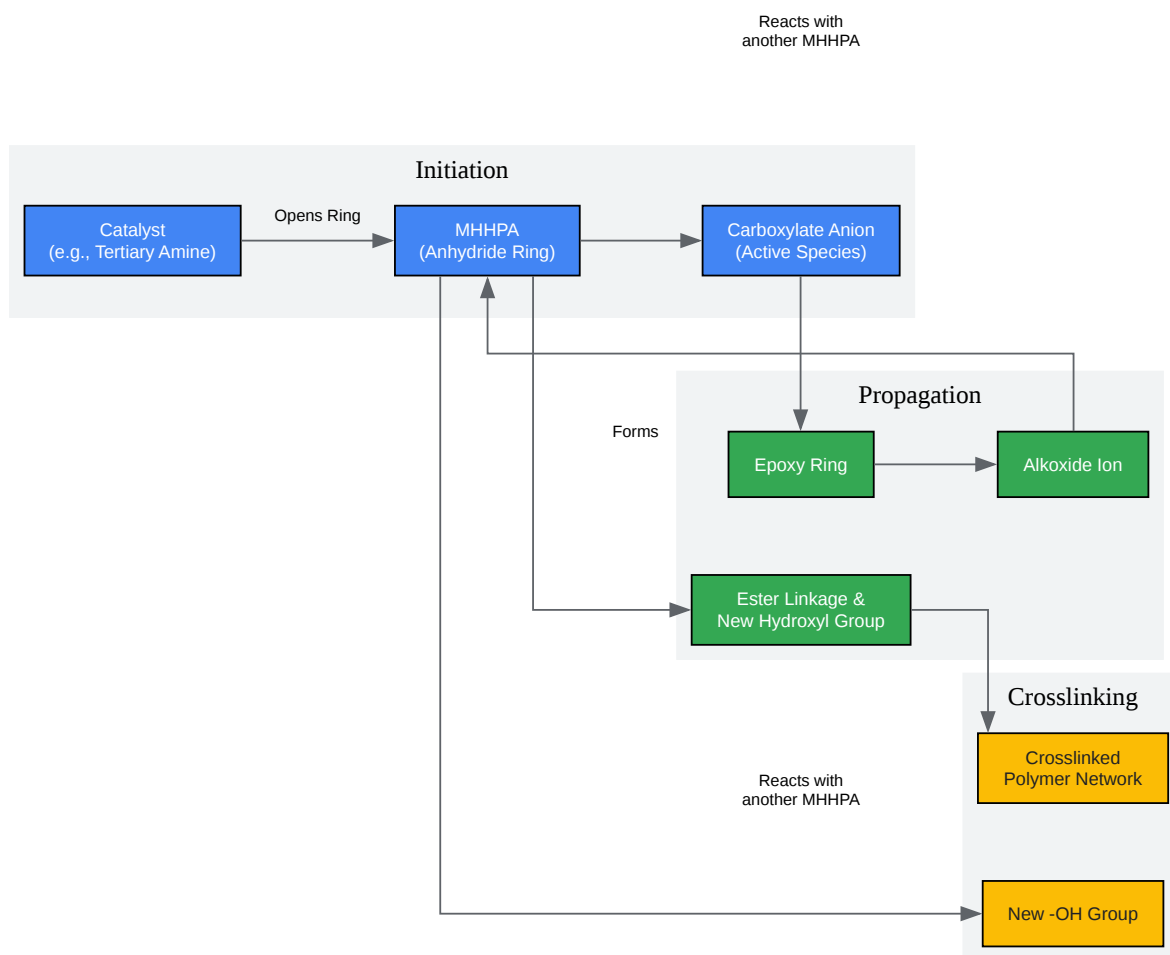 Reacts with
another MHHPA
Initiation
Catalyst
(e.g., Tertiary Amine)
Opens Ring
MHHPA
(Anhydride Ring)
Carboxylate Anion
(Active Species)
Propagation
Forms
Epoxy Ring
Alkoxide Ion
Ester Linkage &
New Hydroxyl Group
Crosslinking
Crosslinked
Polymer Network
Reacts with
another MHHPA
New -OH Group